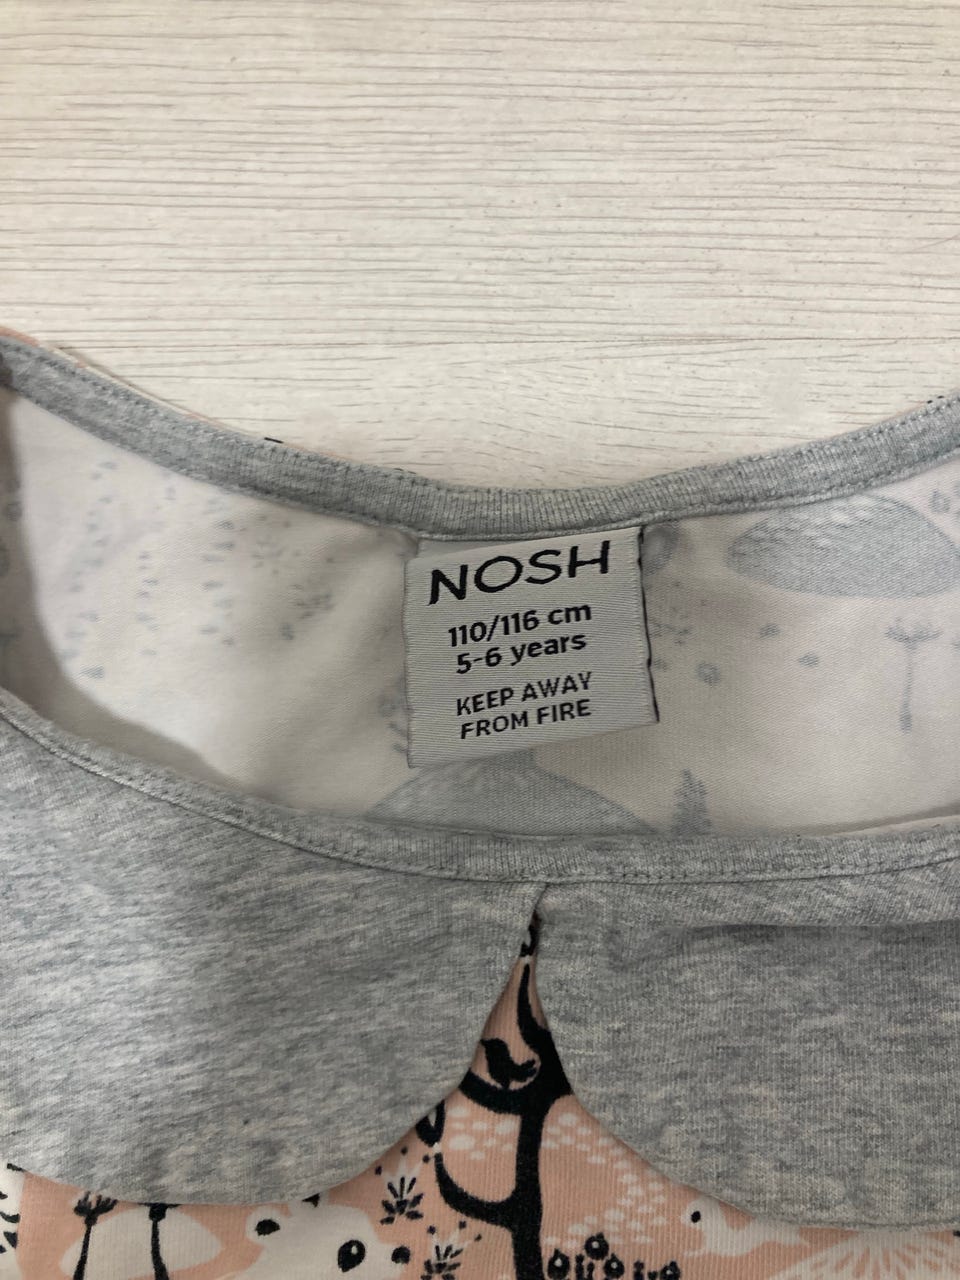 NOSH
110/116 cm
5-6 years
KEEP AWAY
FROM FIRE